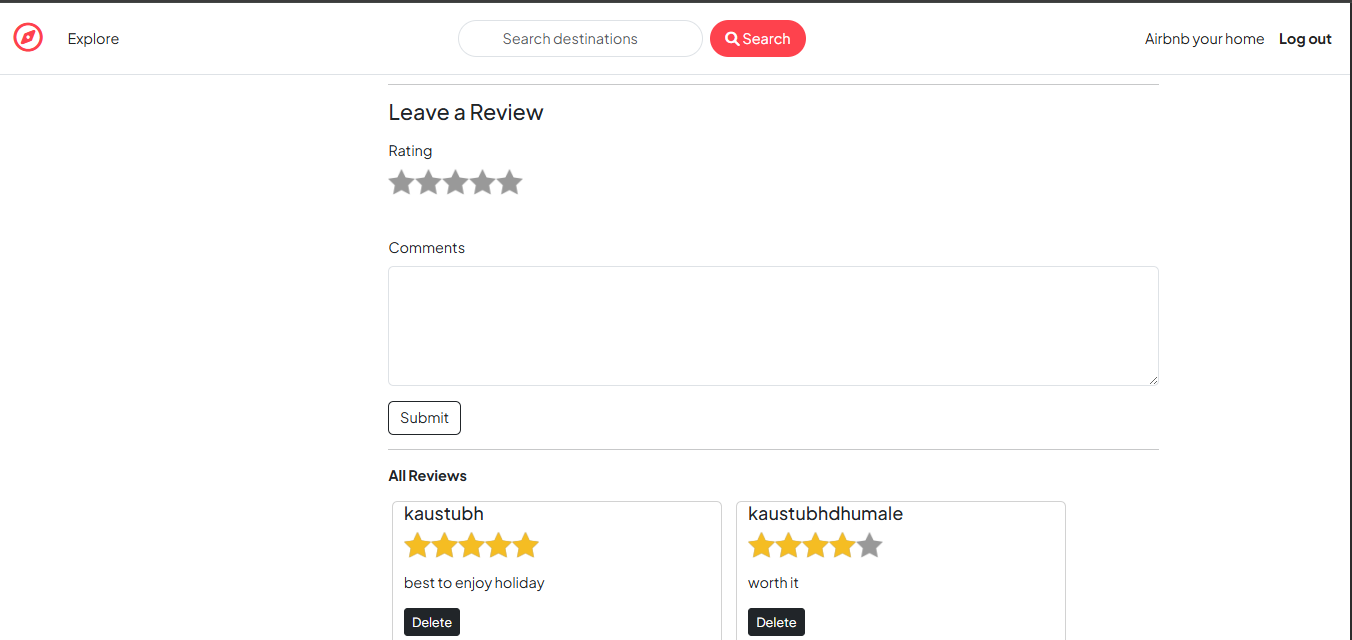 Explore
Search destinations
Search
Airbnb your home
Log out
Leave a Review
Rating
Comments
Submit
All Reviews
kaustubh
best to enjoy holiday
Delete
kaustubhdhumale
worth it
Delete